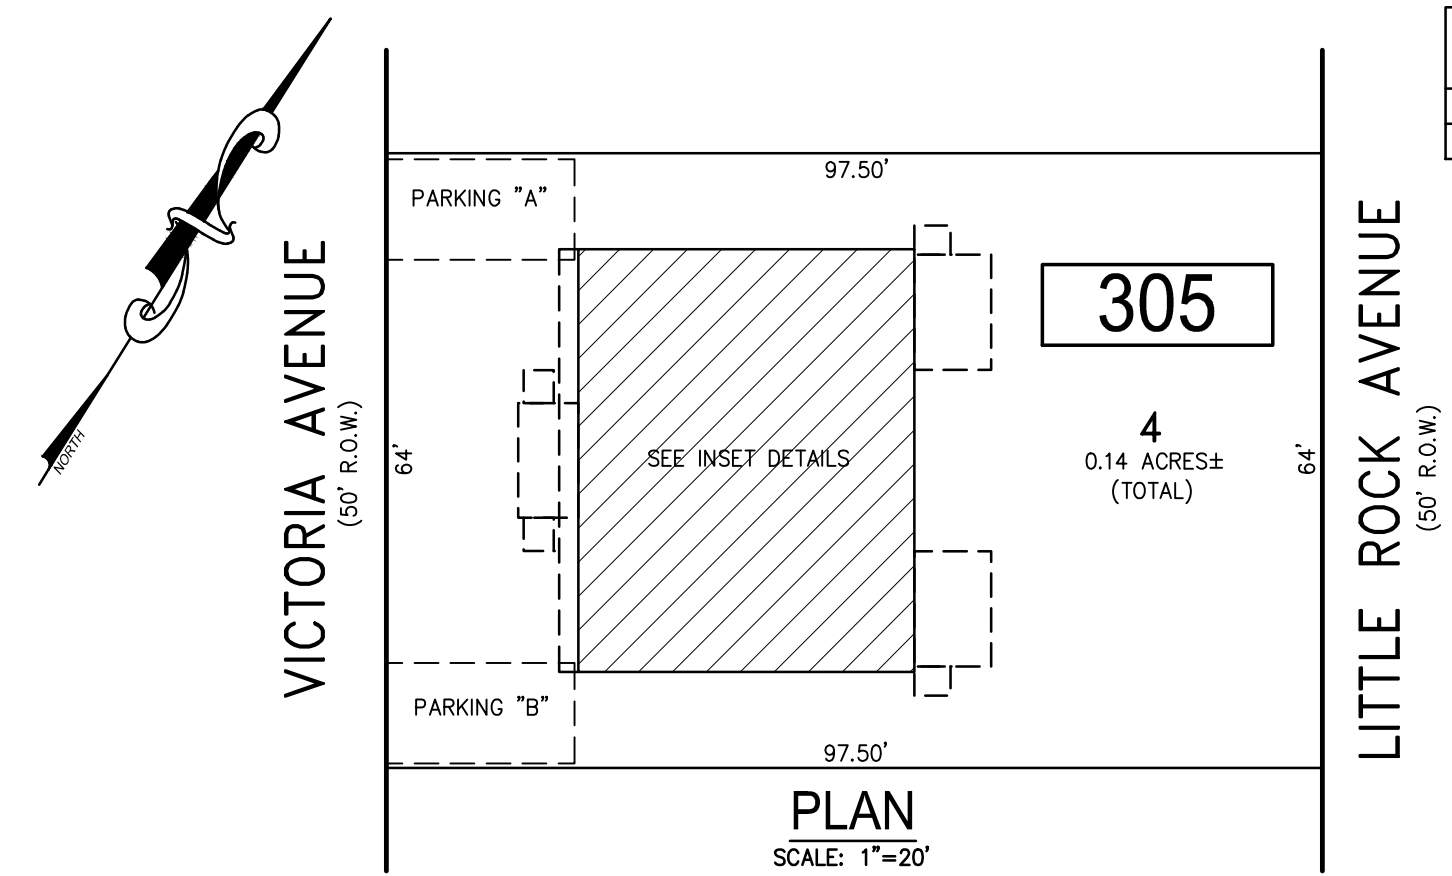 NORTH
VICTORIA AVENUE
(50' R.O.W.)
97.50'
PARKING "A"
64'
SEE INSET DETAILS
305
4
0.14 ACRES±
(TOTAL)
64'
LITTLE ROCK AVENUE
(50' R.O.W.)
PARKING "B"
97.50'
PLAN
SCALE: 1"=20'